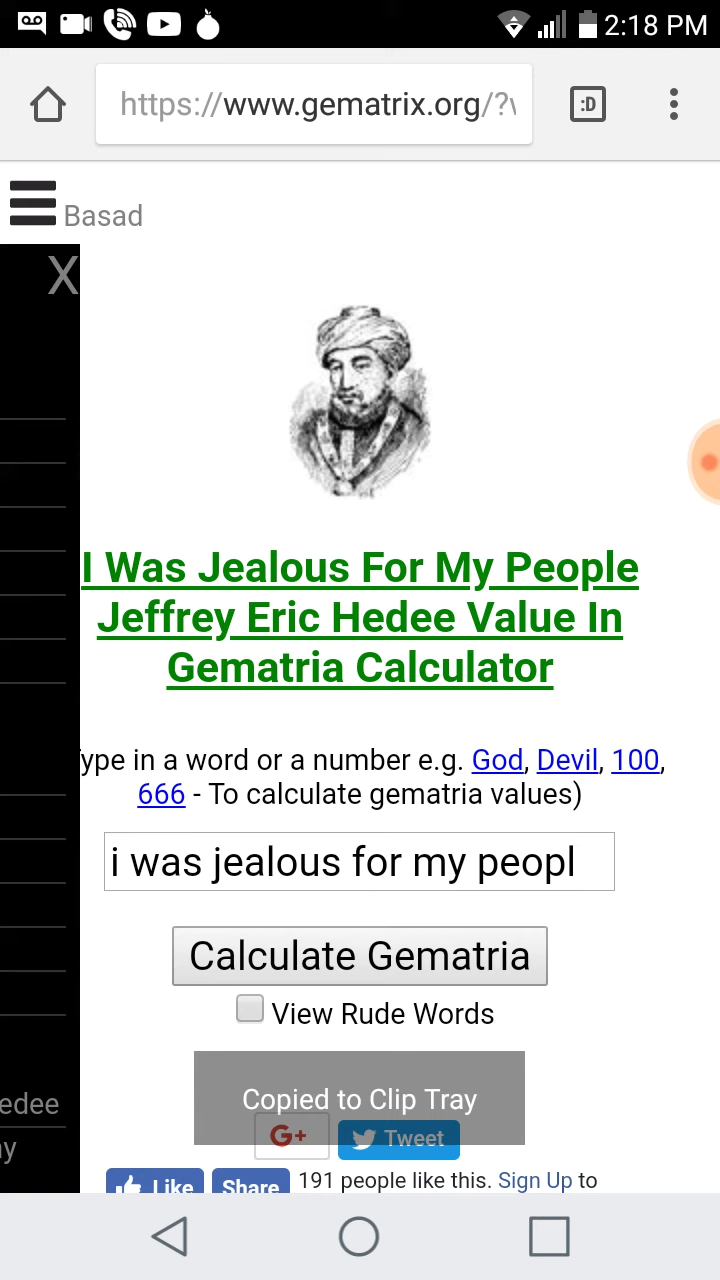 2:18 PM
https://www.gematrix.org/?
:D
Basad
X
I Was Jealous For My People
Jeffrey Eric Hedee Value In
Gematria Calculator
ype in a word or a number e.g. God, Devil, 100,
666 - To calculate gematria values)
i was jealous for my peopl
Calculate Gematria
View Rude Words
Copied to Clip Tray
edee
G+ Tweet
y
Like Share 191 people like this. Sign Up to